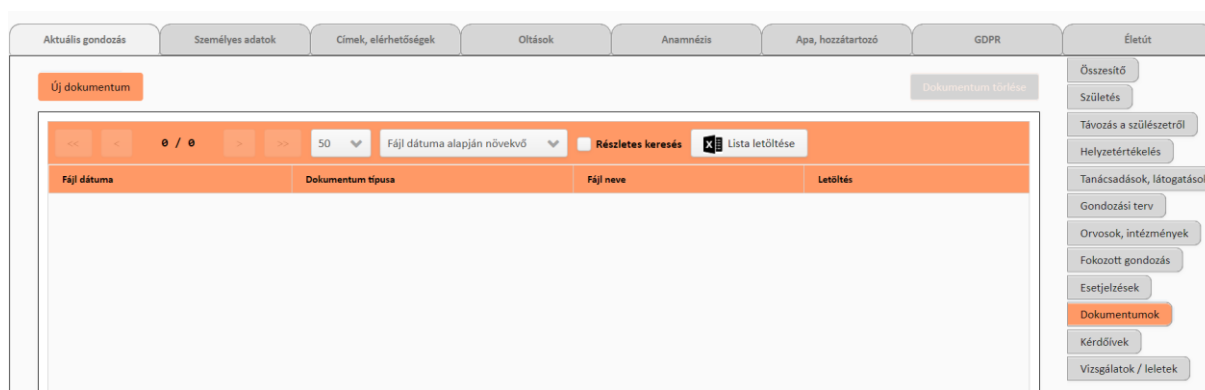 Aktuális gondozás Személyes adatok Címek, elérhetőségek Oltások Anamnézis Apa, hozzátartozó GDPR Életút
Új dokumentum Dokumentum törlése
<< < 0 / 0 > >> 50 Fájl dátuma alapján növekvő Részletes keresés Lista letöltése
Fájl dátuma Dokumentum típusa Fájl neve Letöltés
Összesítő
Születés
Távozás a szülészetről
Helyzetértékelés
Tanácsadások, látogatások
Gondozási terv
Orvosok, intézmények
Fokozott gondozás
Esetjelzések
Dokumentumok
Kérdőívek
Vizsgálatok / leletek